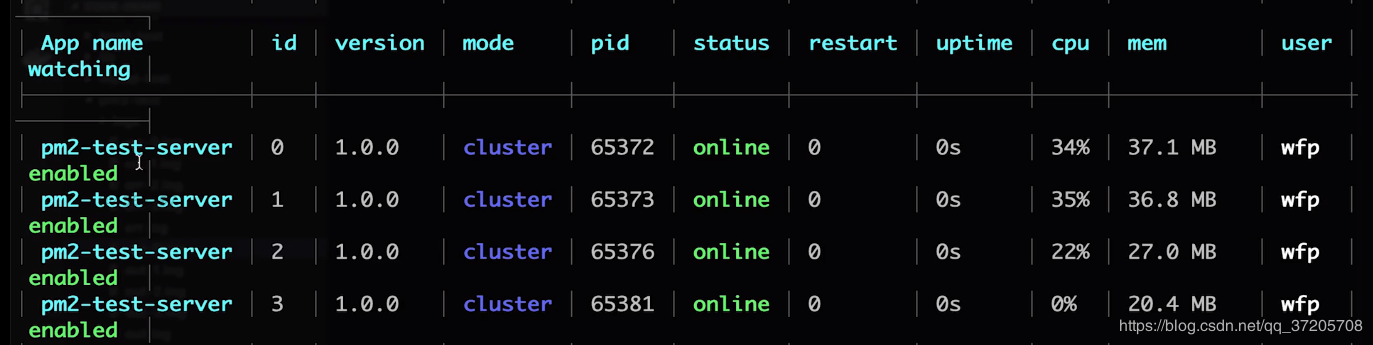 App name id version mode pid status restart uptime cpu mem user
watching
pm2-test-server 0 1.0.0 cluster 65372 online 0 0s 34% 37.1 MB wfp
enabled
pm2-test-server 1 1.0.0 cluster 65373 online 0 0s 35% 36.8 MB wfp
enabled
pm2-test-server 2 1.0.0 cluster 65376 online 0 0s 22% 27.0 MB wfp
enabled
pm2-test-server 3 1.0.0 cluster 65381 online 0 0s 0% 20.4 MB wfp
enabled
https://blog.csdn.net/qq_37205708